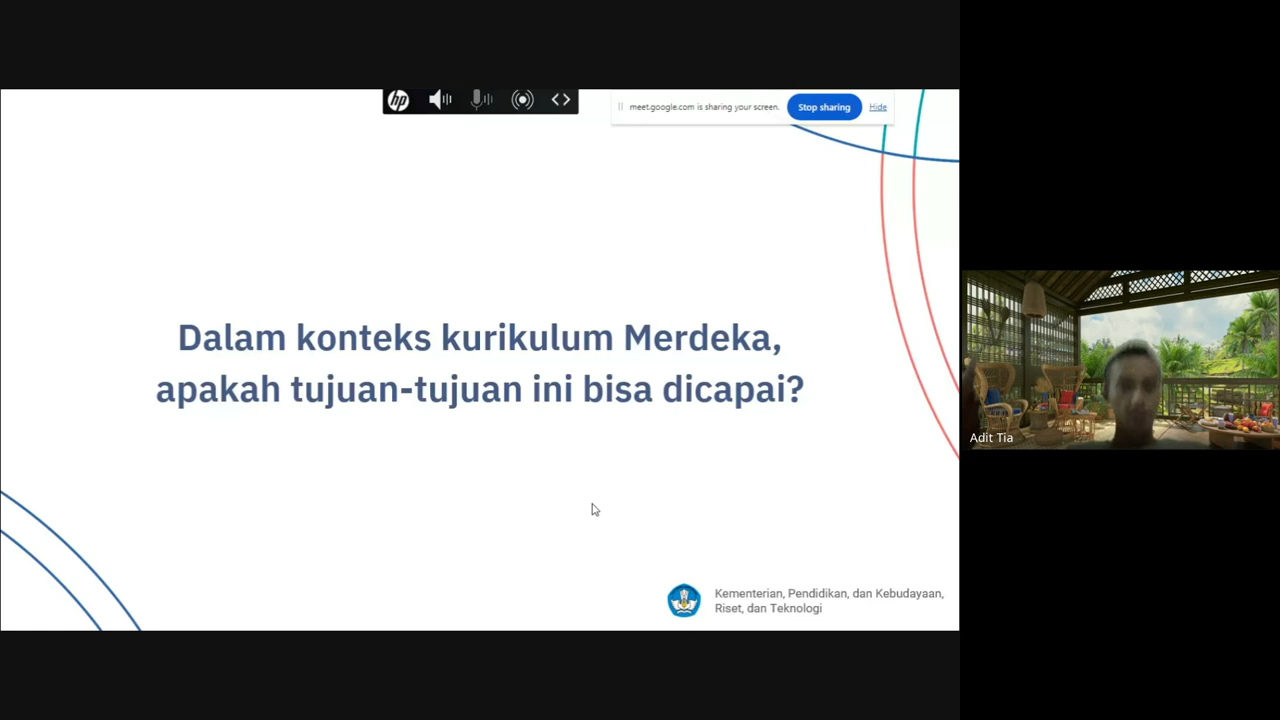 hp
meet.google.com is sharing your screen.
Stop sharing
Hide
Dalam konteks kurikulum Merdeka,
apakah tujuan-tujuan ini bisa dicapai?
Adit Tia
Kementerian, Pendidikan, dan Kebudayaan,
Riset, dan Teknologi